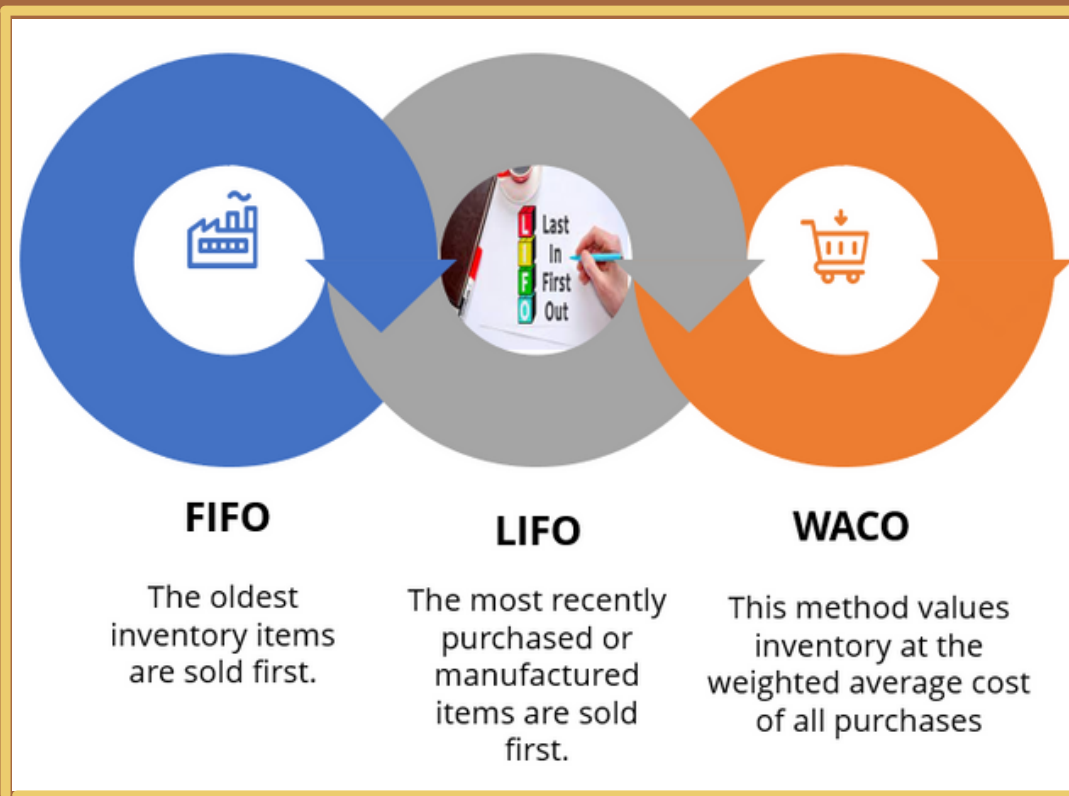 L Last
I In
F First
O Out
FIFO
The oldest
inventory items
are sold first.
LIFO
The most recently
purchased or
manufactured
items are sold
first.
WACO
This method values
inventory at the
weighted average cost
of all purchases